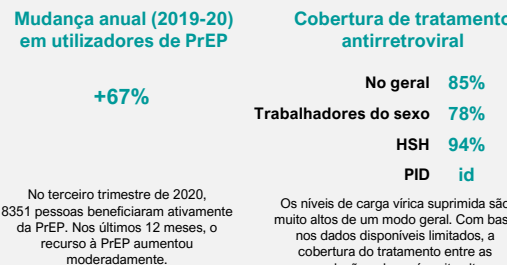 Mudança anual (2019-20)
em utilizadores de PrEP
+67%
No terceiro trimestre de 2020,
8351 pessoas beneficiaram ativamente
da PrEP. Nos últimos 12 meses, o
recurso à PrEP aumentou
moderadamente.
Cobertura de tratamento
antirretroviral
No geral 85%
Trabalhadores do sexo 78%
HSH 94%
PID id
Os níveis de carga vírica suprimida são
muito altos de um modo geral. Com bas
nos dados disponíveis limitados, a
cobertura do tratamento entre as